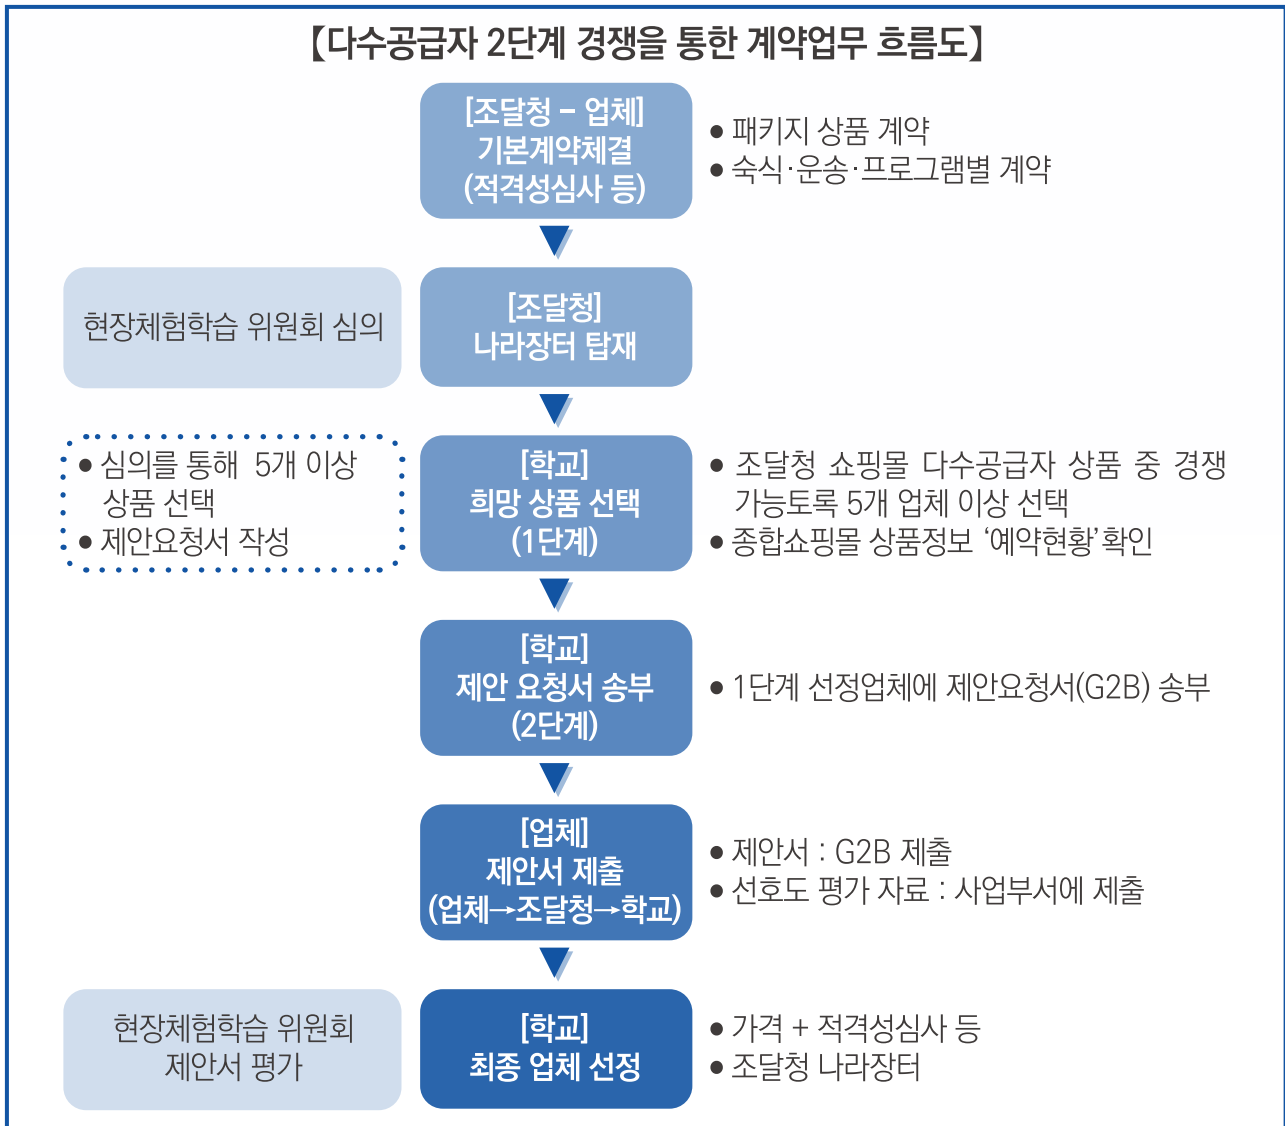 【다수공급자 2단계 경쟁을 통한 계약업무 흐름도】
[조달청 – 업체]
기본계약체결
(적격성심사 등)
● 패키지 상품 계약
● 숙식·운송·프로그램별 계약
현장체험학습 위원회 심의
[조달청]
나라장터 탑재
● 심의를 통해 5개 이상
상품 선택
● 제안요청서 작성
[학교]
희망 상품 선택
(1단계)
● 조달청 쇼핑몰 다수공급자 상품 중 경쟁
가능토록 5개 업체 이상 선택
● 종합쇼핑몰 상품정보 ‘예약현황’확인
[학교]
제안 요청서 송부
(2단계)
● 1단계 선정업체에 제안요청서(G2B) 송부
[업체]
제안서 제출
(업체→조달청→학교)
● 제안서 : G2B 제출
● 선호도 평가 자료 : 사업부서에 제출
현장체험학습 위원회
제안서 평가
[학교]
최종 업체 선정
● 가격 + 적격성심사 등
● 조달청 나라장터